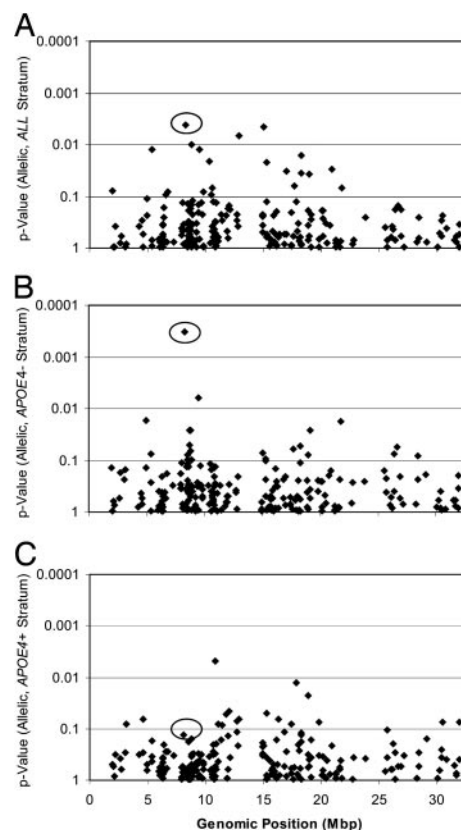 A
p-Value (Allelic, ALL Stratum)
0.0001
0.001
0.01
0.1
1
B
p-Value (Allelic, APOE4- Stratum)
0.0001
0.001
0.01
0.1
1
C
p-Value (Allelic, APOE4+ Stratum)
0.0001
0.001
0.01
0.1
1
0 5 10 15 20 25 30
Genomic Position (Mbp)